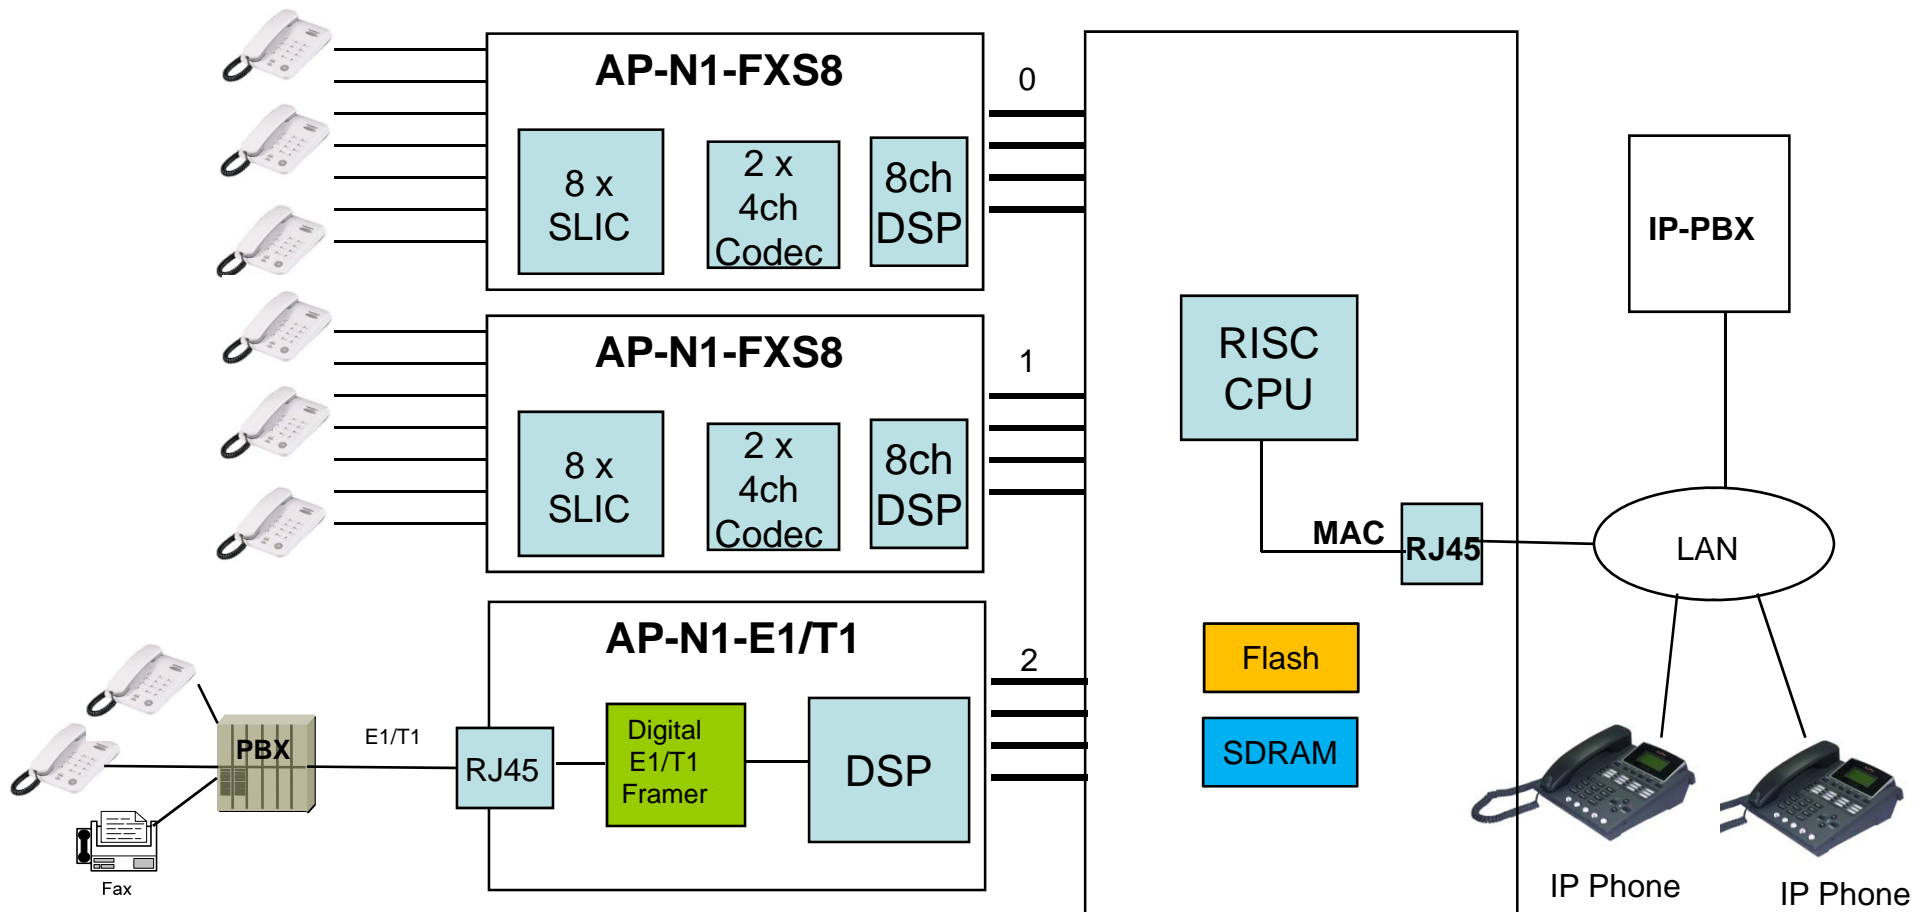 AP-N1-FXS8
8 x
SLIC
2 x
4ch
Codec
8ch
DSP
0
AP-N1-FXS8
8 x
SLIC
2 x
4ch
Codec
8ch
DSP
1
AP-N1-E1/T1
PBX
E1/T1
RJ45
Digital
E1/T1
Framer
DSP
2
Fax
RISC
CPU
MAC
RJ45
Flash
SDRAM
IP-PBX
LAN
IP Phone
IP Phone